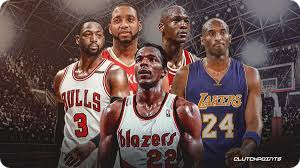 BULLS
3
blazers
22
LAKERS
24
CLUTCHPOINTS